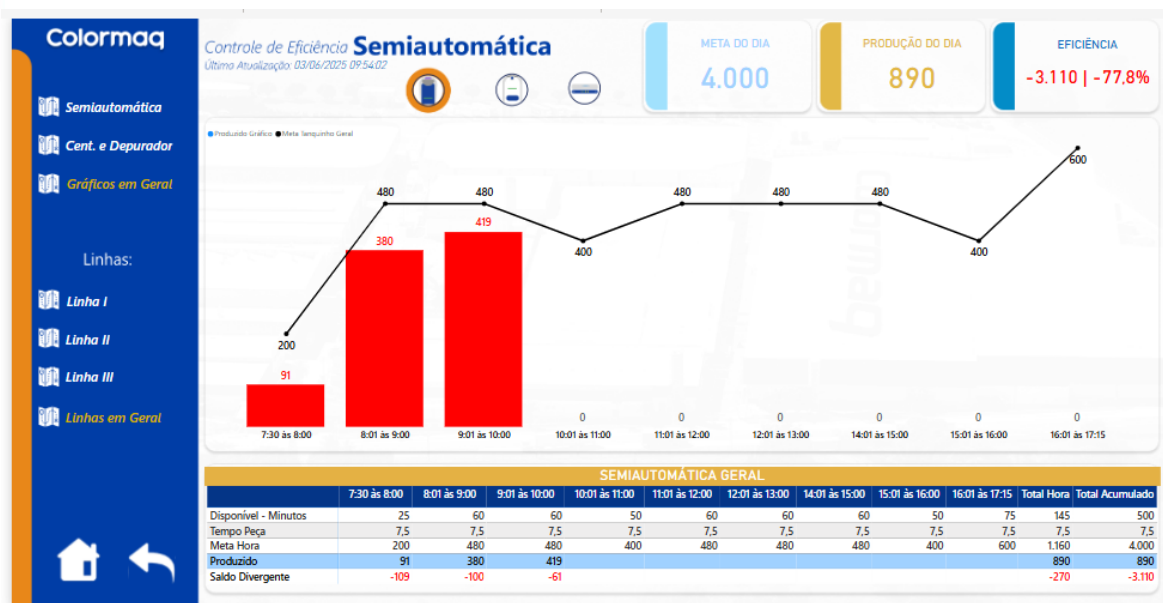 Colormaq
Controle de Eficiência Semiautomática
Última Atualização: 03/06/2025 09:54:02
META DO DIA
4.000
PRODUÇÃO DO DIA
890
EFICIÊNCIA
-3.110 | -77,8%
Semiautomática
Cent. e Depurador
Gráficos em Geral
Linhas:
Linha I
Linha II
Linha III
Linhas em Geral
Produzido Gráfico Meta Tanquinho Geral
600
480 480 480 480 480
419
380
400 400
200
91
0 0 0 0 0 0
7:30 às 8:00 8:01 às 9:00 9:01 às 10:00 10:01 às 11:00 11:01 às 12:00 12:01 às 13:00 14:01 às 15:00 15:01 às 16:00 16:01 às 17:15
SEMIAUTOMÁTICA GERAL
7:30 às 8:00 8:01 às 9:00 9:01 às 10:00 10:01 às 11:00 11:01 às 12:00 12:01 às 13:00 14:01 às 15:00 15:01 às 16:00 16:01 às 17:15 Total Hora Total Acumulado
Disponível - Minutos 25 60 60 50 60 60 60 50 75 145 500
Tempo Peça 7,5 7,5 7,5 7,5 7,5 7,5 7,5 7,5 7,5 7,5 7,5
Meta Hora 200 480 480 400 480 480 480 400 600 1.160 4.000
Produzido 91 380 419 890 890
Saldo Divergente -109 -100 -61 -270 -3.110